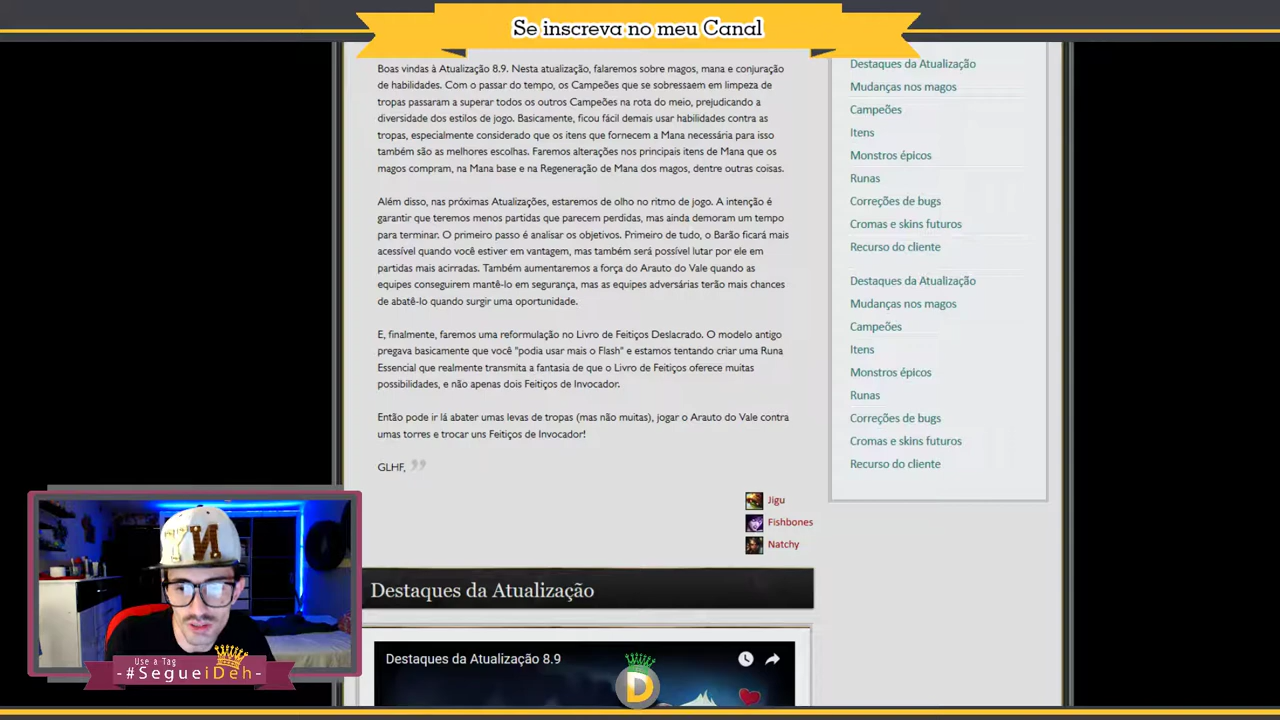 Se inscreva no meu Canal
Boas vindas à Atualização 8.9. Nesta atualização, falaremos sobre magos, mana e conjuração
de habilidades. Com o passar do tempo, os Campeões que se sobressaem em limpeza de
tropas passaram a superar todos os outros Campeões na rota do meio, prejudicando a
diversidade dos estilos de jogo. Basicamente, ficou fácil demais usar habilidades contra as
tropas, especialmente considerado que os itens que fornecem a Mana necessária para isso
também são as melhores escolhas. Faremos alterações nos principais itens de Mana que os
magos compram, na Mana base e na Regeneração de Mana dos magos, dentre outras coisas.
Além disso, nas próximas Atualizações, estaremos de olho no ritmo de jogo. A intenção é
garantir que teremos menos partidas que parecem perdidas, mas ainda demoram um tempo
para terminar. O primeiro passo é analisar os objetivos. Primeiro de tudo, o Barão ficará mais
acessível quando você estiver em vantagem, mas também será possível lutar por ele em
partidas mais acirradas. Também aumentaremos a força do Arauto do Vale quando as
equipes conseguirem mantê-lo em segurança, mas as equipes adversárias terão mais chances
de abatê-lo quando surgir uma oportunidade.
E, finalmente, faremos uma reformulação no Livro de Feitiços Deslacrado. O modelo antigo
pregava basicamente que você "podia usar mais o Flash" e estamos tentando criar uma Runa
Essencial que realmente transmita a fantasia de que o Livro de Feitiços oferece muitas
possibilidades, e não apenas dois Feitiços de Invocador.
Então pode ir lá abater umas levas de tropas (mas não muitas), jogar o Arauto do Vale contra
umas torres e trocar uns Feitiços de Invocador!
GLHF, ”
Jigu
Fishbones
Natchy
Destaques da Atualização
Destaques da Atualização 8.9
Destaques da Atualização
Mudanças nos magos
Campeões
Itens
Monstros épicos
Runas
Correções de bugs
Cromas e skins futuros
Recurso do cliente
Destaques da Atualização
Mudanças nos magos
Campeões
Itens
Monstros épicos
Runas
Correções de bugs
Cromas e skins futuros
Recurso do cliente
Use a Tag
-#SegueiDeh-
D